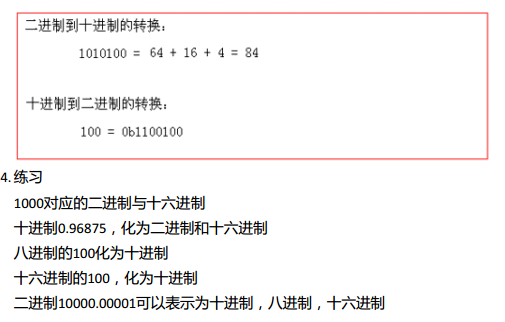 二进制到十进制的转换:
1010100 = 64 + 16 + 4 = 84
十进制到二进制的转换:
100 = 0b1100100
4. 练习
1000对应的二进制与十六进制
十进制0.96875，化为二进制和十六进制
八进制的100化为十进制
十六进制的100，化为十进制
二进制10000.00001可以表示为十进制，八进制，十六进制